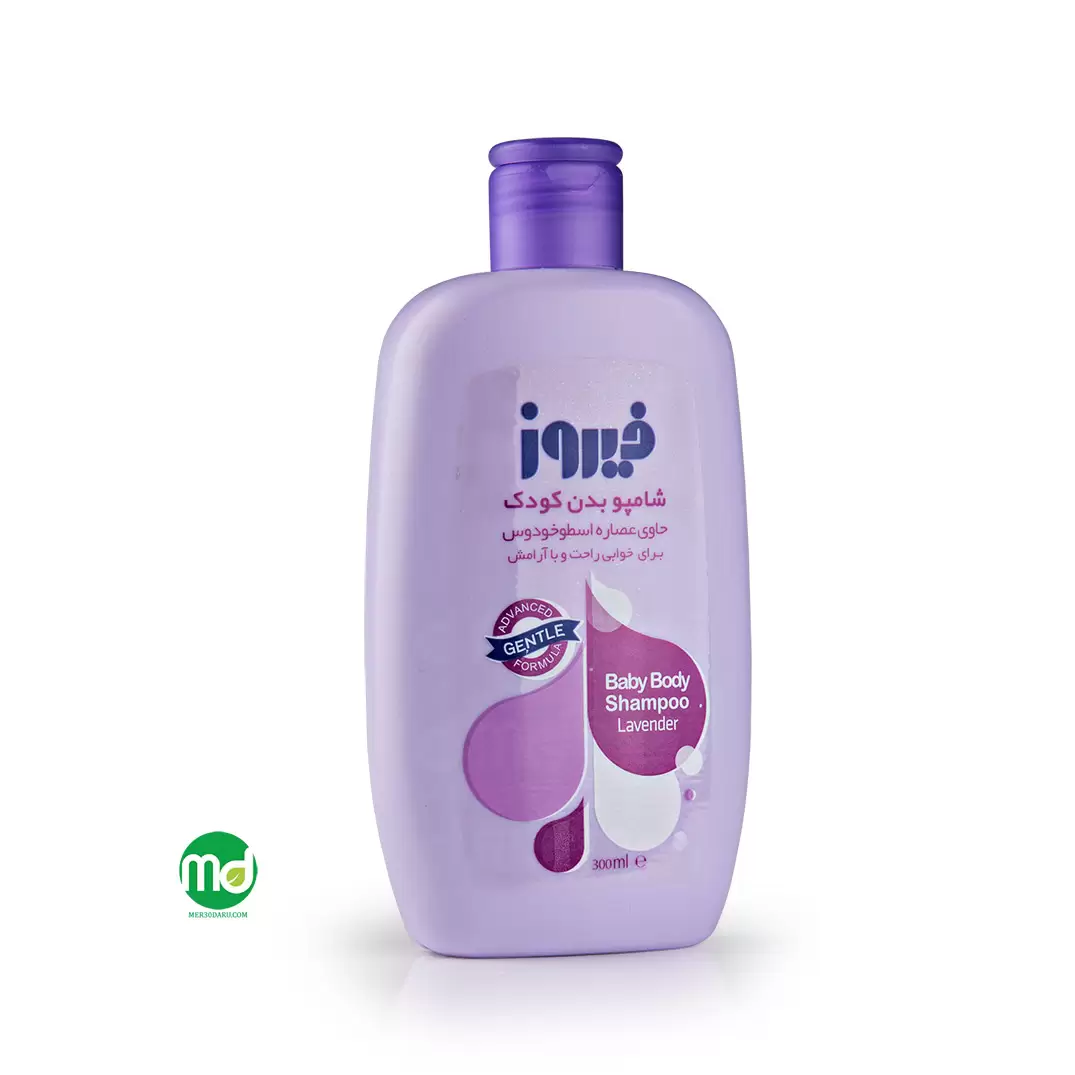 فیروز
شامپو بدن کودک
حاوی عصاره اسطوخودوس
برای خوابی راحت و با آرامش
ADVANCED
GENTLE
FORMULA
Baby Body
Shampoo
Lavender
300ml e
md
MER30DARU.COM